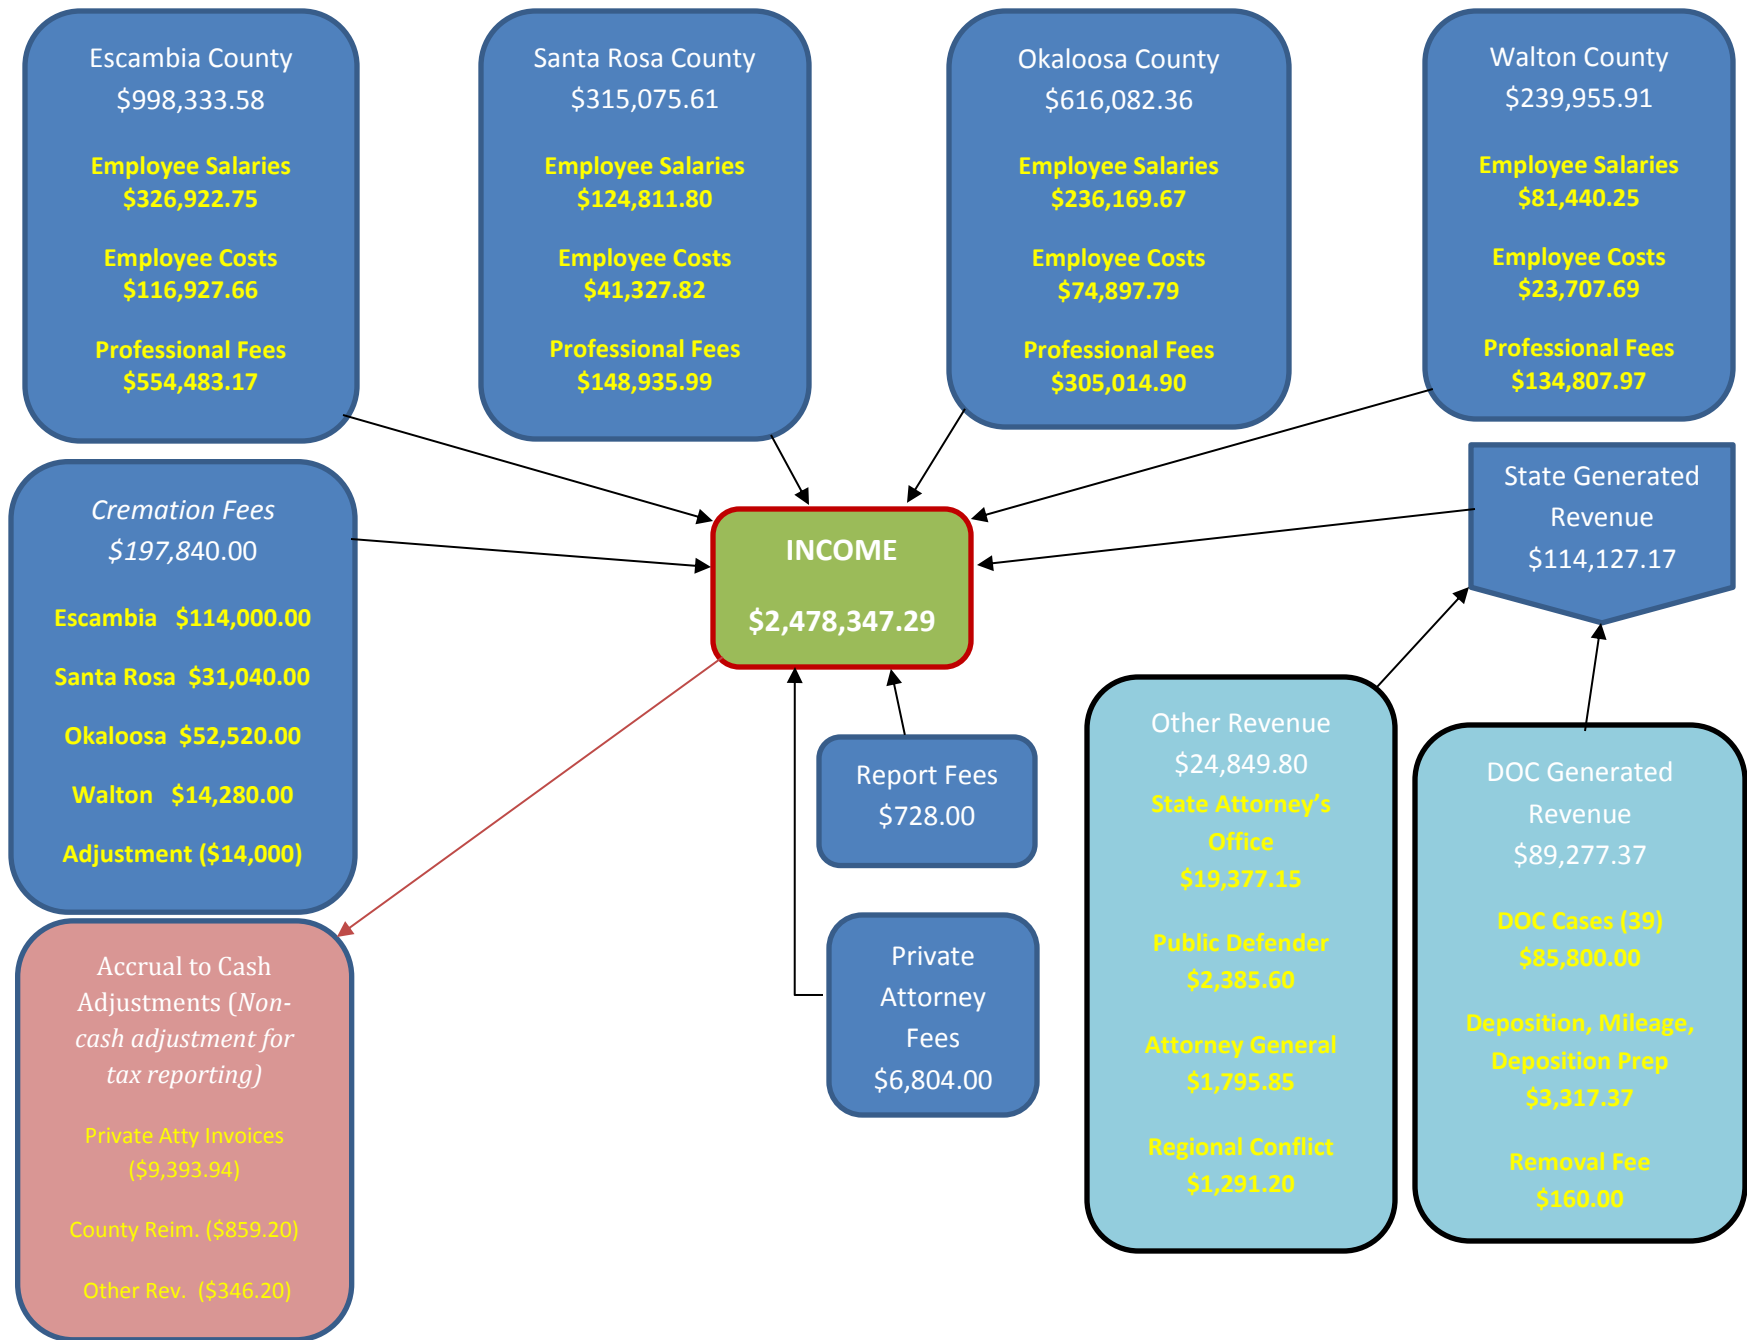 Escambia County
$998,333.58
Employee Salaries
$326,922.75
Employee Costs
$116,927.66
Professional Fees
$554,483.17
Santa Rosa County
$315,075.61
Employee Salaries
$124,811.80
Employee Costs
$41,327.82
Professional Fees
$148,935.99
Okaloosa County
$616,082.36
Employee Salaries
$236,169.67
Employee Costs
$74,897.79
Professional Fees
$305,014.90
Walton County
$239,955.91
Employee Salaries
$81,440.25
Employee Costs
$23,707.69
Professional Fees
$134,807.97
Cremation Fees
$197,840.00
Escambia $114,000.00
Santa Rosa $31,040.00
Okaloosa $52,520.00
Walton $14,280.00
Adjustment ($14,000)
INCOME
$2,478,347.29
State Generated
Revenue
$114,127.17
Accrual to Cash
Adjustments (Non-
cash adjustment for
tax reporting)
Private Atty Invoices
($9,393.94)
County Reim. ($859.20)
Other Rev. ($346.20)
Report Fees
$728.00
Private
Attorney
Fees
$6,804.00
Other Revenue
$24,849.80
State Attorney’s
Office
$19,377.15
Public Defender
$2,385.60
Attorney General
$1,795.85
Regional Conflict
$1,291.20
DOC Generated
Revenue
$89,277.37
DOC Cases (39)
$85,800.00
Deposition, Mileage,
Deposition Prep
$3,317.37
Removal Fee
$160.00